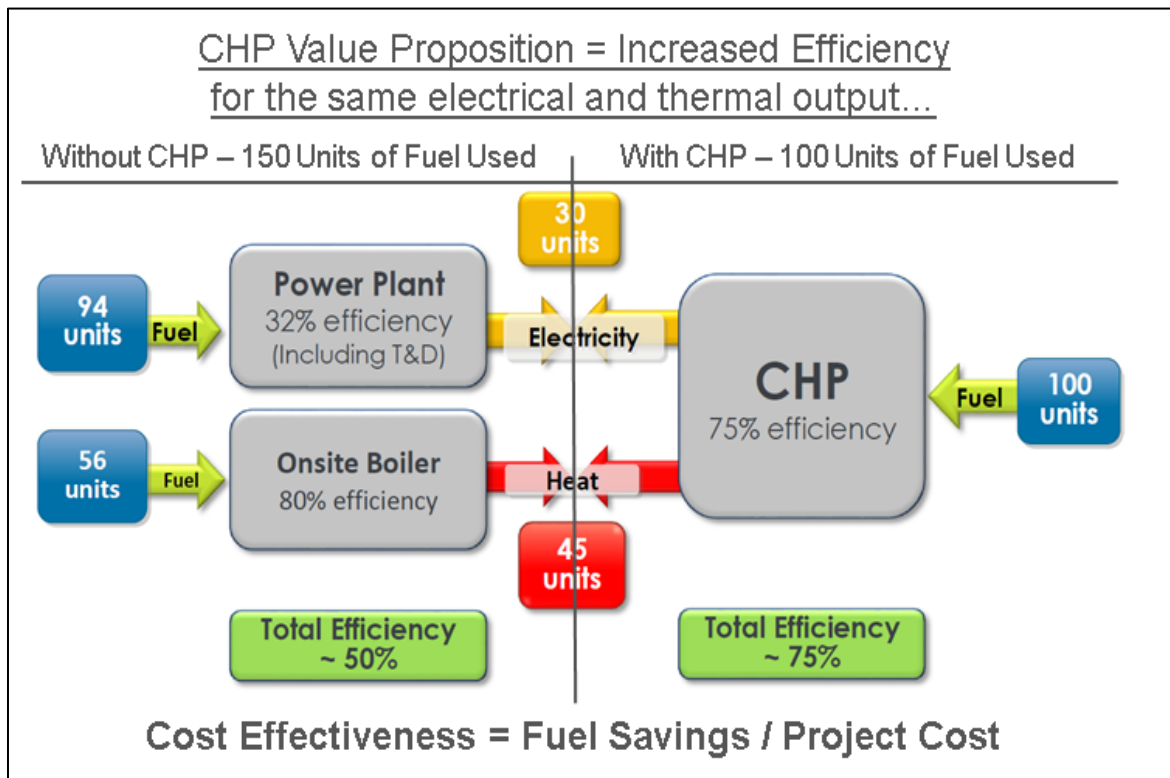 CHP Value Proposition = Increased Efficiency
for the same electrical and thermal output...
Without CHP – 150 Units of Fuel Used
With CHP – 100 Units of Fuel Used
30
units
94
units
Fuel
Power Plant
32% efficiency
(Including T&D)
Electricity
CHP
75% efficiency
Fuel
100
units
56
units
Fuel
Onsite Boiler
80% efficiency
Heat
45
units
Total Efficiency
~ 50%
Total Efficiency
~ 75%
Cost Effectiveness = Fuel Savings / Project Cost